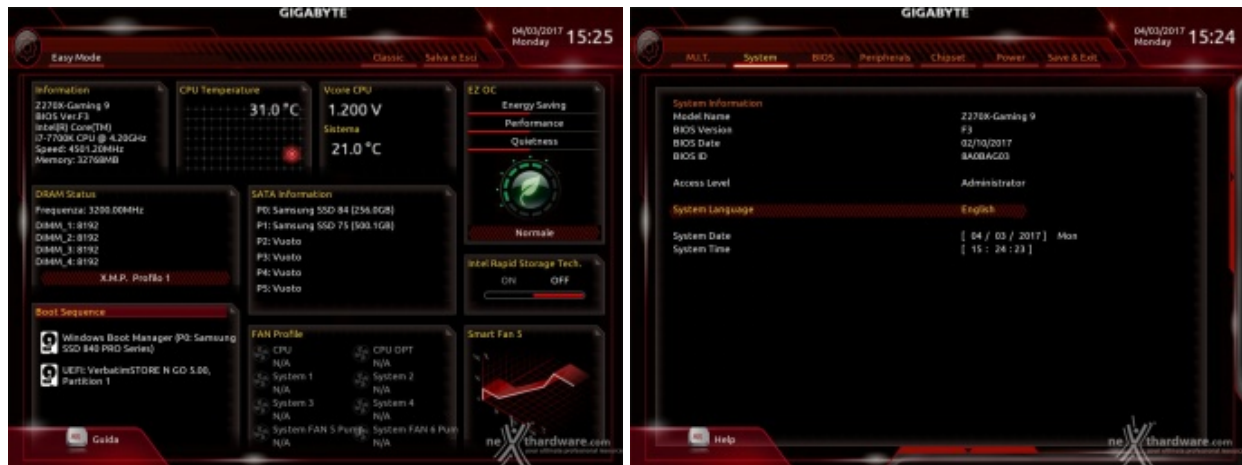 GIGABYTE
04/03/2017
Monday 15:25
Easy Mode
Classic
Salva e Esci
Information
Z270X-Gaming 9
BIOS Ver.F3
Intel(R) Core(TM)
i7-7700K CPU @ 4.20GHz
Speed: 4501.20MHz
Memory: 32768MB
CPU Temperature
31.0 °C
Vcore CPU
1.200 V
Sistema
21.0 °C
EZ OC
Energy Saving
Performance
Quietness
Normale
DRAM Status
Frequenza: 3200.00MHz
DIMM_1: 8192
DIMM_2: 8192
DIMM_3: 8192
DIMM_4: 8192
X.M.P. Profilo 1
SATA Information
P0: Samsung SSD 84 (256.0GB)
P1: Samsung SSD 75 (500.1GB)
P2: Vuoto
P3: Vuoto
P4: Vuoto
P5: Vuoto
Intel Rapid Storage Tech.
ON OFF
Boot Sequence
Windows Boot Manager (P0: Samsung
SSD 840 PRO Series)
UEFI: VerbatimSTORE N GO 5.00,
Partition 1
FAN Profile
CPU
N/A
CPU OPT
N/A
System 1
N/A
System 2
N/A
System 3
N/A
System 4
N/A
System FAN 5 Pump
N/A
System FAN 6 Pum
N/A
Smart Fan 5
Guida
nexthardware.com
GIGABYTE
04/03/2017
Monday 15:24
M.I.T.
System
BIOS
Peripherals
Chipset
Power
Save & Exit
System Information
Model Name Z270X-Gaming 9
BIOS Version F3
BIOS Date 02/10/2017
BIOS ID 8A0BAG03
Access Level Administrator
System Language English
System Date [ 04 / 03 / 2017 ] Mon
System Time [ 15 : 24 : 23 ]
Help
nexthardware.com